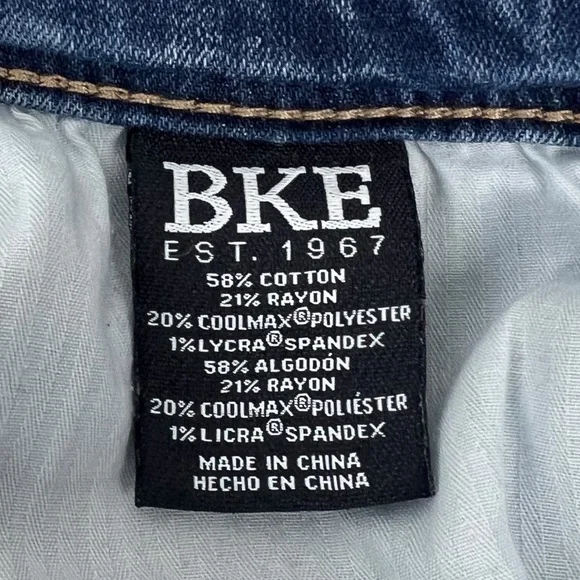 BKE
EST. 1967
58% COTTON
21% RAYON
20% COOLMAX®POLYESTER
1%LYCRA®SPANDEX
58% ALGODÓN
21% RAYON
20% COOLMAX®POLIÉSTER
1%LICRA®SPANDEX
MADE IN CHINA
HECHO EN CHINA